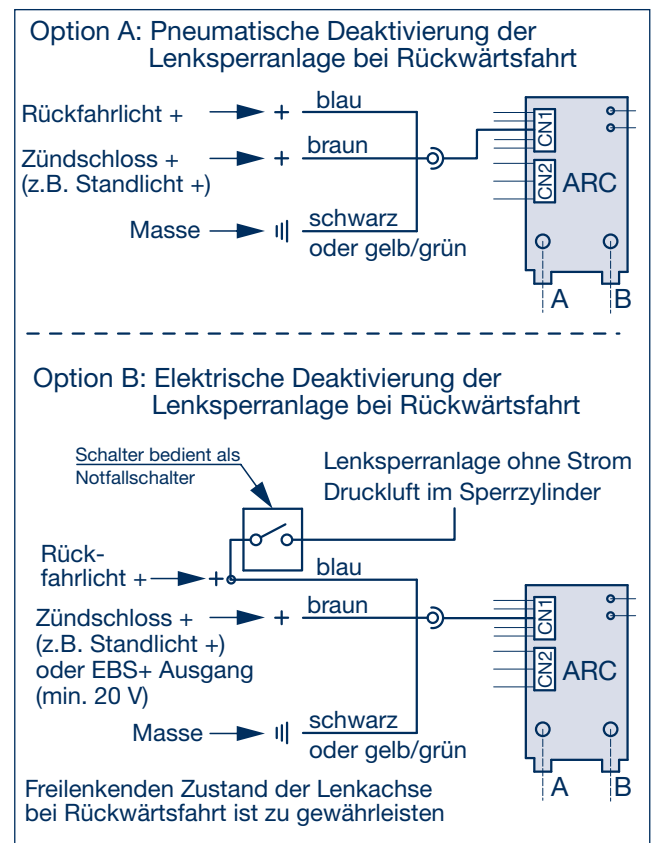 Option A: Pneumatische Deaktivierung der
Lenksperranlage bei Rückwärtsfahrt
Rückfahrlicht +
+
blau
Zündschloss +
(z.B. Standlicht +)
+
braun
Masse
schwarz
oder gelb/grün
CN1
CN2
ARC
A
B
Option B: Elektrische Deaktivierung der
Lenksperranlage bei Rückwärtsfahrt
Schalter bedient als
Notfallschalter
Lenksperranlage ohne Strom
Druckluft im Sperrzylinder
Rück-
fahrlicht +
+
blau
Zündschloss +
(z.B. Standlicht +)
oder EBS+ Ausgang
(min. 20 V)
+
braun
Masse
schwarz
oder gelb/grün
CN1
CN2
ARC
A
B
Freilenkenden Zustand der Lenkachse
bei Rückwärtsfahrt ist zu gewährleisten